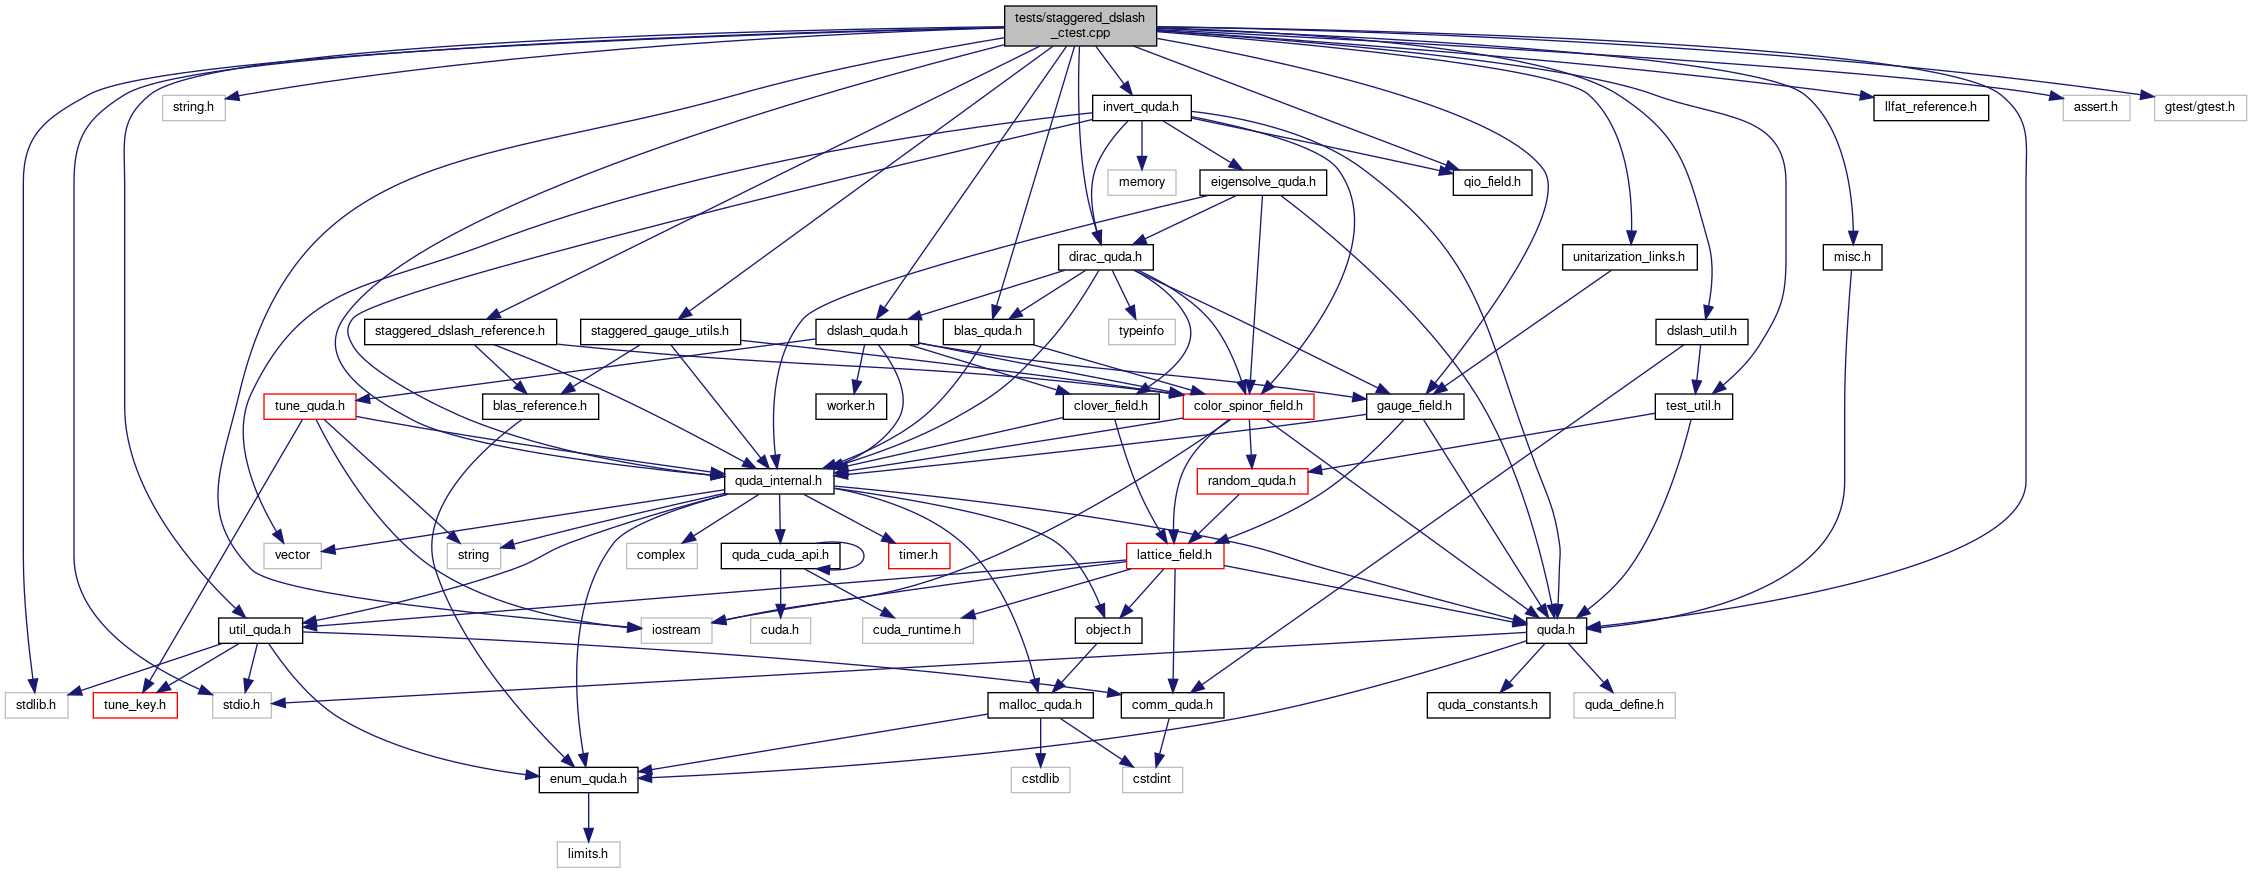 tests/staggered_dslash
_ctest.cpp
string.h
invert_quda.h
llfat_reference.h
assert.h
gtest/gtest.h
memory
eigensolve_quda.h
qio_field.h
dirac_quda.h
unitarization_links.h
misc.h
staggered_dslash_reference.h
staggered_gauge_utils.h
dslash_quda.h
blas_quda.h
typeinfo
dslash_util.h
tune_quda.h
blas_reference.h
worker.h
clover_field.h
color_spinor_field.h
gauge_field.h
test_util.h
quda_internal.h
random_quda.h
vector
string
complex
quda_cuda_api.h
timer.h
lattice_field.h
util_quda.h
iostream
cuda.h
cuda_runtime.h
object.h
quda.h
stdlib.h
tune_key.h
stdio.h
malloc_quda.h
comm_quda.h
quda_constants.h
quda_define.h
enum_quda.h
cstdlib
cstdint
limits.h